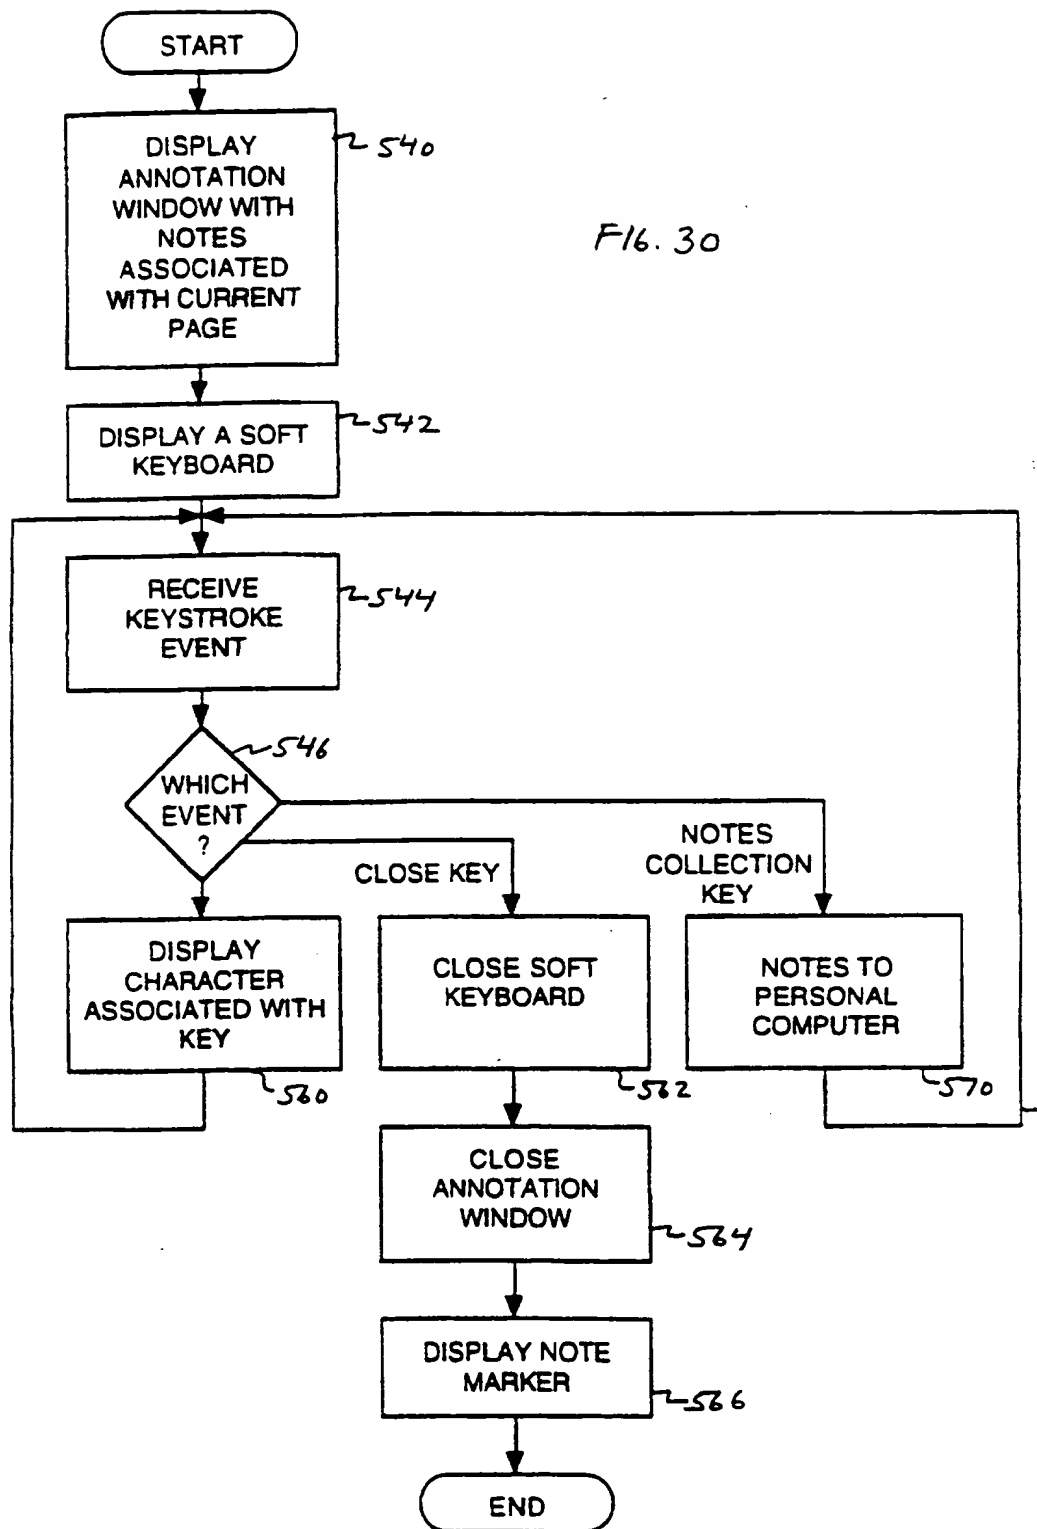 START
DISPLAY
ANNOTATION
WINDOW WITH
NOTES
ASSOCIATED
WITH CURRENT
PAGE
540
FIG. 30
DISPLAY A SOFT
KEYBOARD
542
RECEIVE
KEYSTROKE
EVENT
544
WHICH
EVENT
?
546
CLOSE KEY
NOTES
COLLECTION
KEY
DISPLAY
CHARACTER
ASSOCIATED WITH
KEY
560
CLOSE SOFT
KEYBOARD
562
NOTES TO
PERSONAL
COMPUTER
570
CLOSE
ANNOTATION
WINDOW
564
DISPLAY NOTE
MARKER
566
END